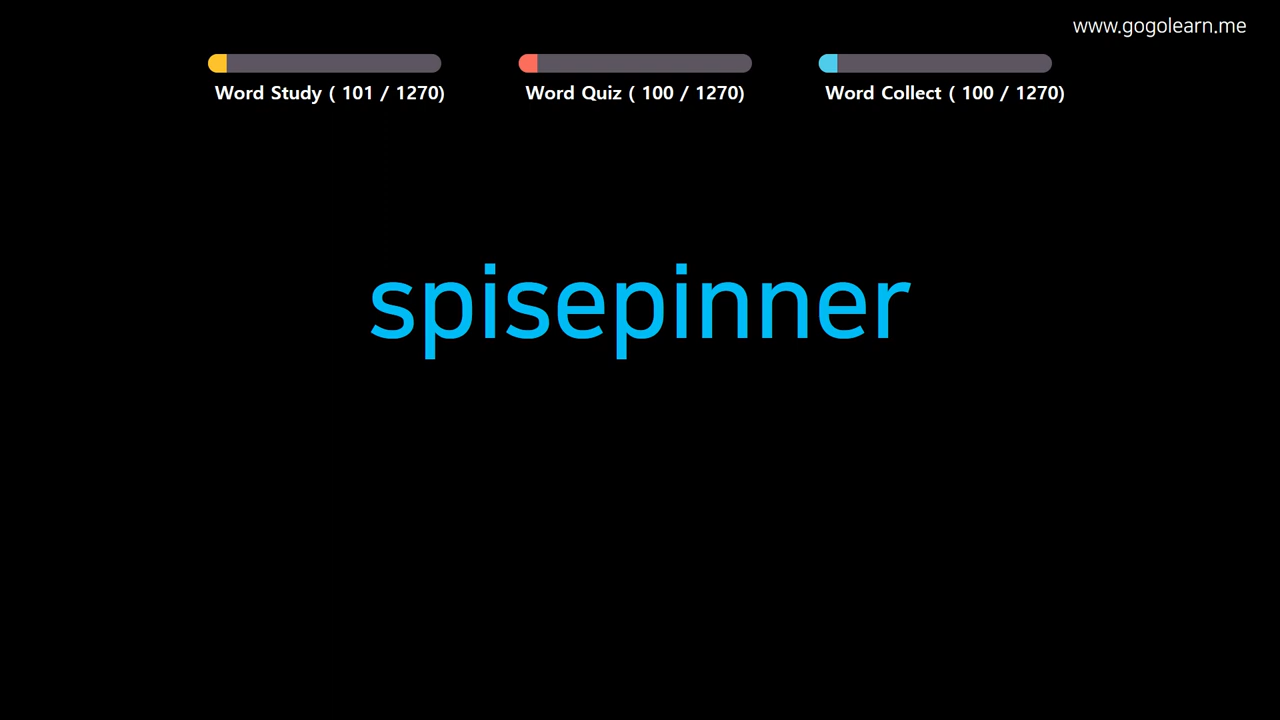 www.gogolearn.me
Word Study ( 101 / 1270)
Word Quiz ( 100 / 1270)
Word Collect ( 100 / 1270)
spisepinner